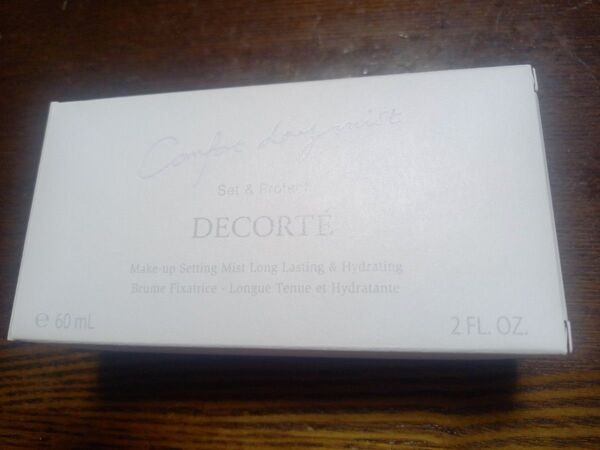 Comfort day mist
Set & Protect
DECORTÉ
Make-up Setting Mist Long Lasting & Hydrating
Brume Fixatrice - Longue Tenue et Hydratante
e 60 mL
2 FL. OZ.